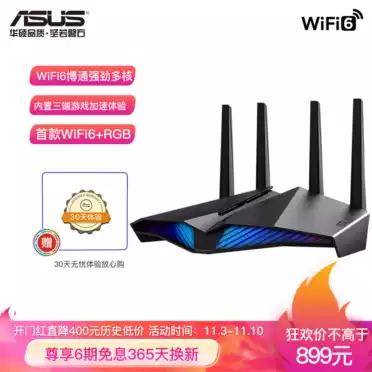 ASUS
华硕品质·坚若磐石
WiFi6
WiFi6博通强劲多核
内置三端游戏加速体验
首款WiFi6+RGB
30天体验
赠
30天无忧体验放心购
开门红直降400元历史低价 活动时间：11.3-11.10
尊享6期免息365天换新
狂欢价不高于
899元